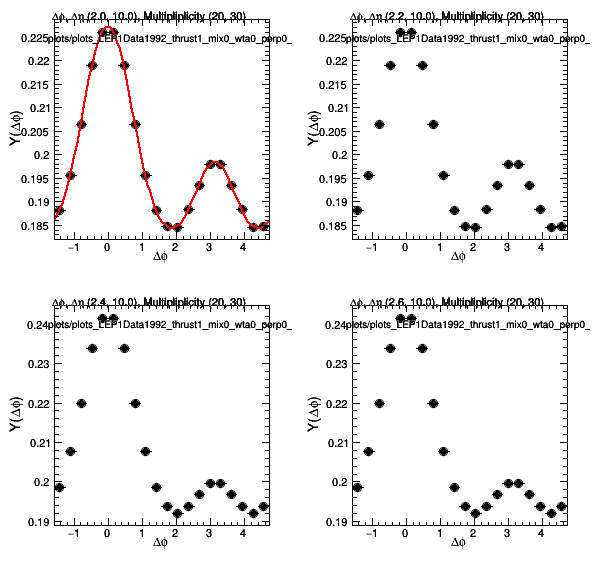 Δφ, Δη (2.0, 10.0), Multipliplicity (20, 30)
plots/plots_LEP1Data1992_thrust1_mix0_wta0_perp0_
Y(Δφ)
0.225
0.22
0.215
0.21
0.205
0.2
0.195
0.19
0.185
−1 0 1 2 3 4
Δφ
Δφ, Δη (2.2, 10.0), Multipliplicity (20, 30)
plots/plots_LEP1Data1992_thrust1_mix0_wta0_perp0_
Y(Δφ)
0.225
0.22
0.215
0.21
0.205
0.2
0.195
0.19
0.185
−1 0 1 2 3 4
Δφ
Δφ, Δη (2.4, 10.0), Multipliplicity (20, 30)
plots/plots_LEP1Data1992_thrust1_mix0_wta0_perp0_
Y(Δφ)
0.24
0.23
0.22
0.21
0.2
0.19
−1 0 1 2 3 4
Δφ
Δφ, Δη (2.6, 10.0), Multipliplicity (20, 30)
plots/plots_LEP1Data1992_thrust1_mix0_wta0_perp0_
Y(Δφ)
0.24
0.23
0.22
0.21
0.2
0.19
−1 0 1 2 3 4
Δφ